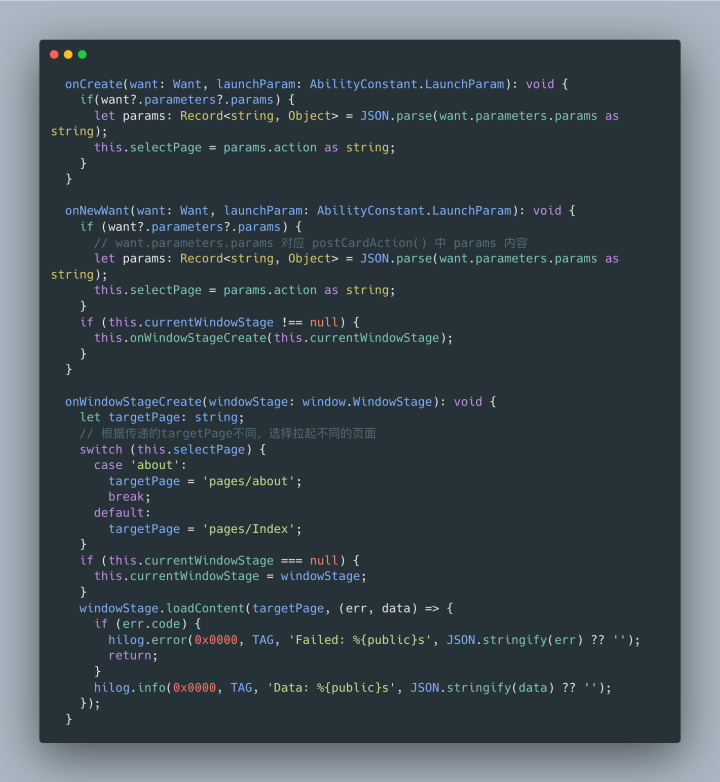 onCreate(want: Want, launchParam: AbilityConstant.LaunchParam): void {
if(want?.parameters?.params) {
let params: Record<string, Object> = JSON.parse(want.parameters.params as
string);
this.selectPage = params.action as string;
}
}
onNewWant(want: Want, launchParam: AbilityConstant.LaunchParam): void {
if (want?.parameters?.params) {
// want.parameters.params 对应 postCardAction() 中 params 内容
let params: Record<string, Object> = JSON.parse(want.parameters.params as
string);
this.selectPage = params.action as string;
}
if (this.currentWindowStage !== null) {
this.onWindowStageCreate(this.currentWindowStage);
}
}
onWindowStageCreate(windowStage: window.WindowStage): void {
let targetPage: string;
// 根据传递的targetPage不同，选择拉起不同的页面
switch (this.selectPage) {
case 'about':
targetPage = 'pages/about';
break;
default:
targetPage = 'pages/Index';
}
if (this.currentWindowStage === null) {
this.currentWindowStage = windowStage;
}
windowStage.loadContent(targetPage, (err, data) => {
if (err.code) {
hilog.error(0x0000, TAG, 'Failed: %{public}s', JSON.stringify(err) ?? '');
return;
}
hilog.info(0x0000, TAG, 'Data: %{public}s', JSON.stringify(data) ?? '');
});
}